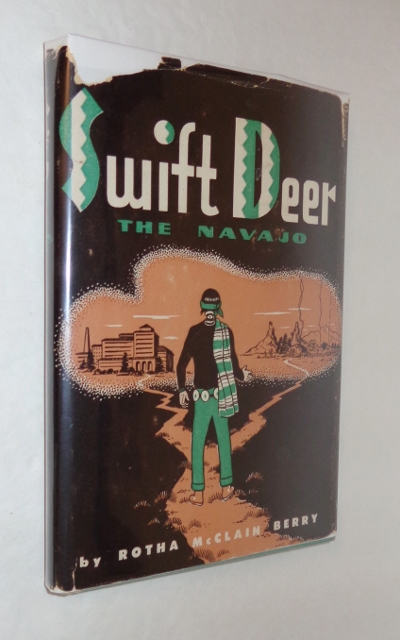 Swift Deer
THE NAVAJO
by ROTHA McCLAIN BERRY